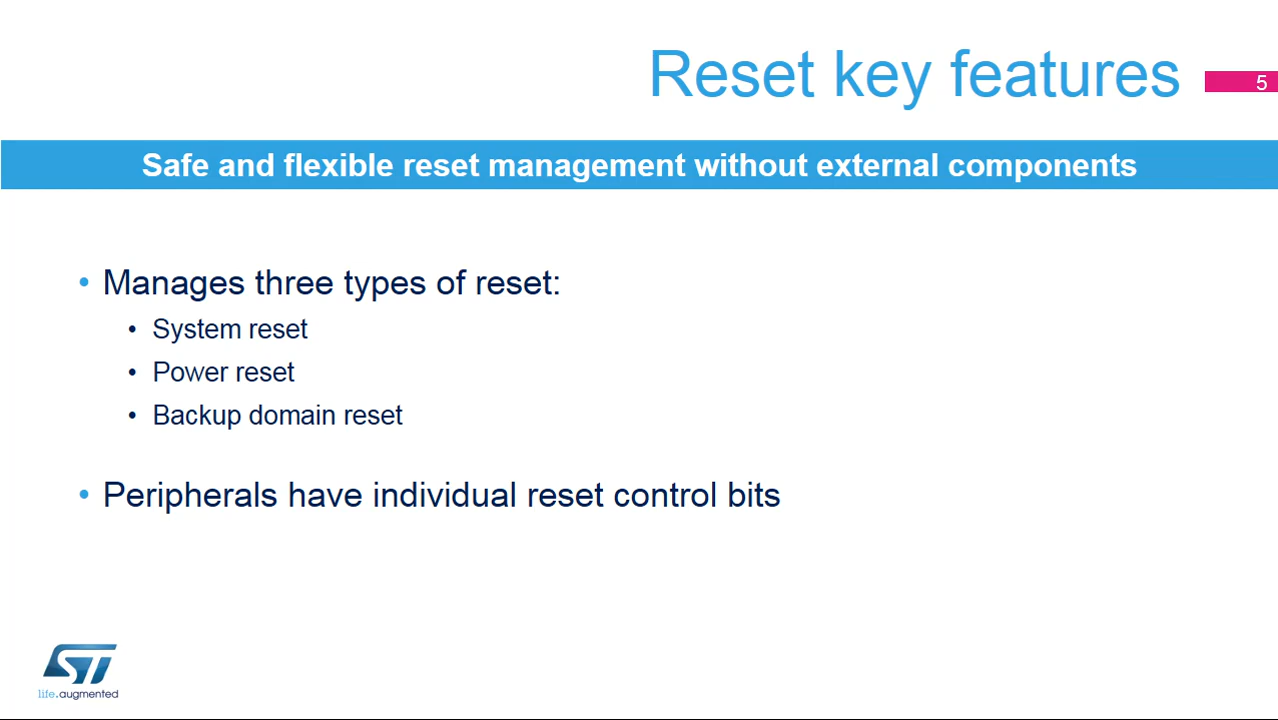 Reset key features
5
Safe and flexible reset management without external components
• Manages three types of reset:
• System reset
• Power reset
• Backup domain reset
• Peripherals have individual reset control bits
ST
life.augmented